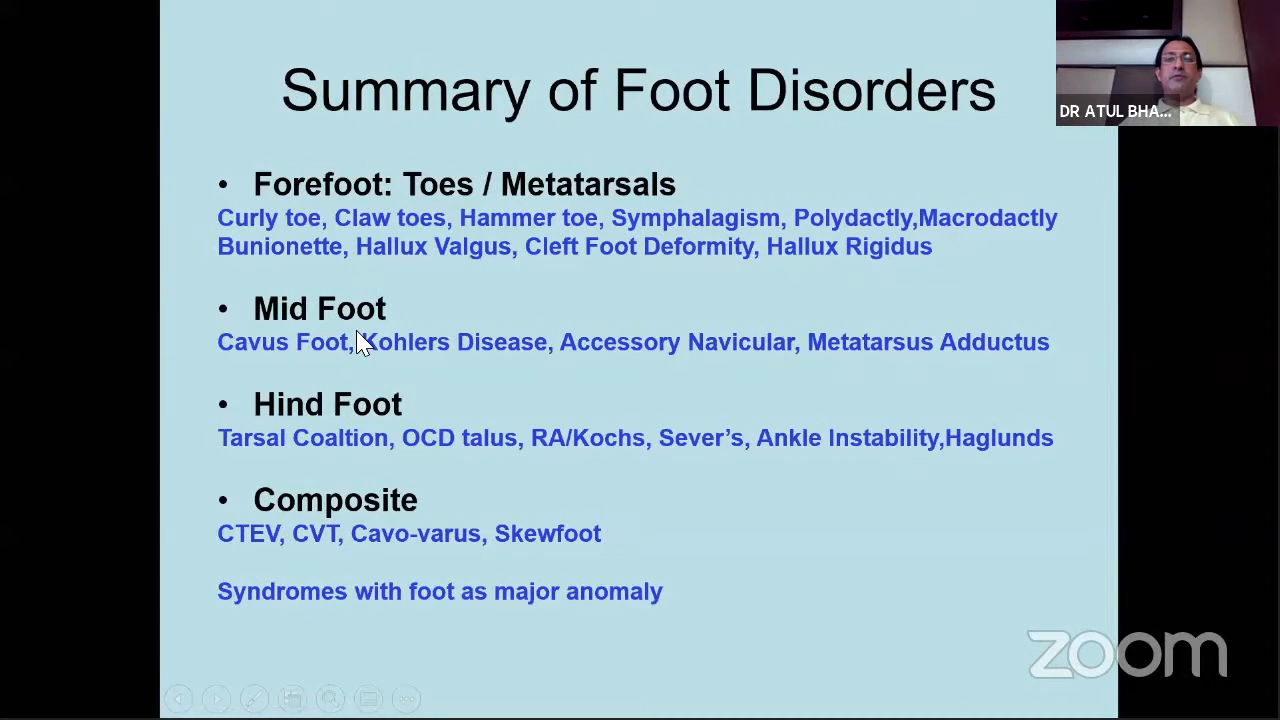 Summary of Foot Disorders
DR ATUL BHA...
• Forefoot: Toes / Metatarsals
Curly toe, Claw toes, Hammer toe, Symphalagism, Polydactly,Macrodactly
Bunionette, Hallux Valgus, Cleft Foot Deformity, Hallux Rigidus
• Mid Foot
Cavus Foot, Kohlers Disease, Accessory Navicular, Metatarsus Adductus
• Hind Foot
Tarsal Coaltion, OCD talus, RA/Kochs, Sever’s, Ankle Instability,Haglunds
• Composite
CTEV, CVT, Cavo-varus, Skewfoot
Syndromes with foot as major anomaly
zoom